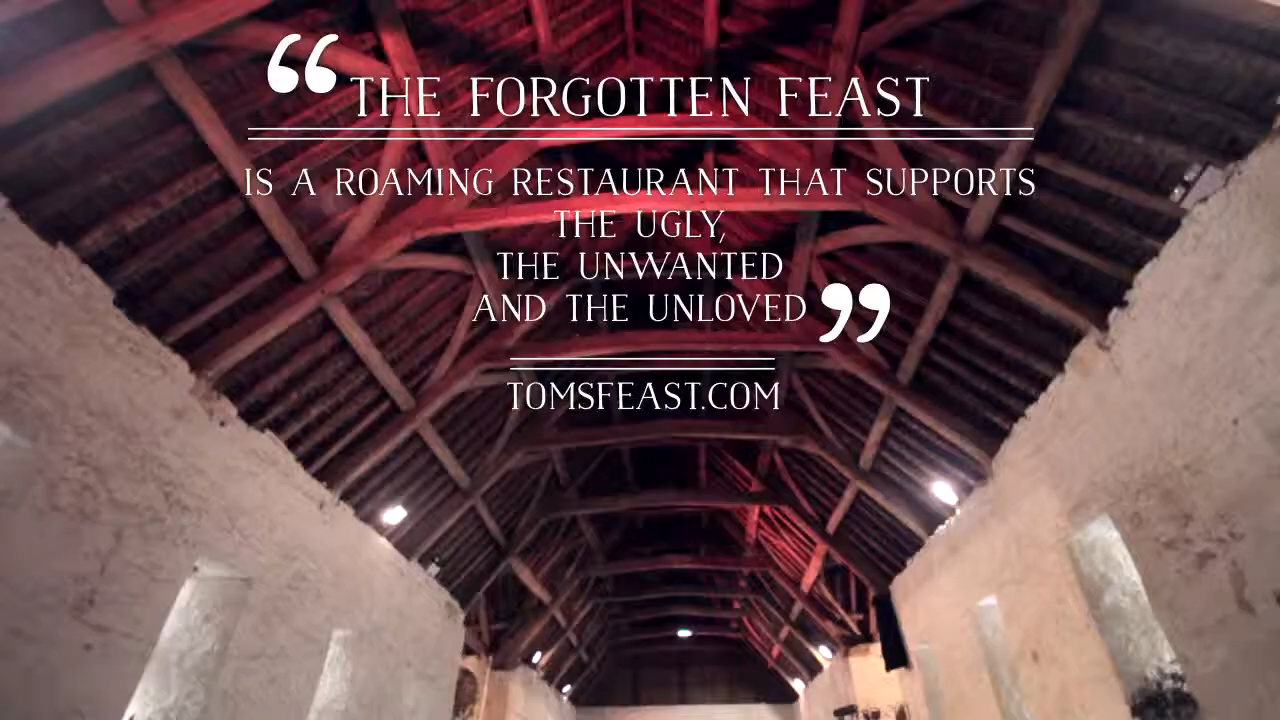 “THE FORGOTTEN FEAST
IS A ROAMING RESTAURANT THAT SUPPORTS
THE UGLY,
THE UNWANTED
AND THE UNLOVED”
TOMSFEAST.COM